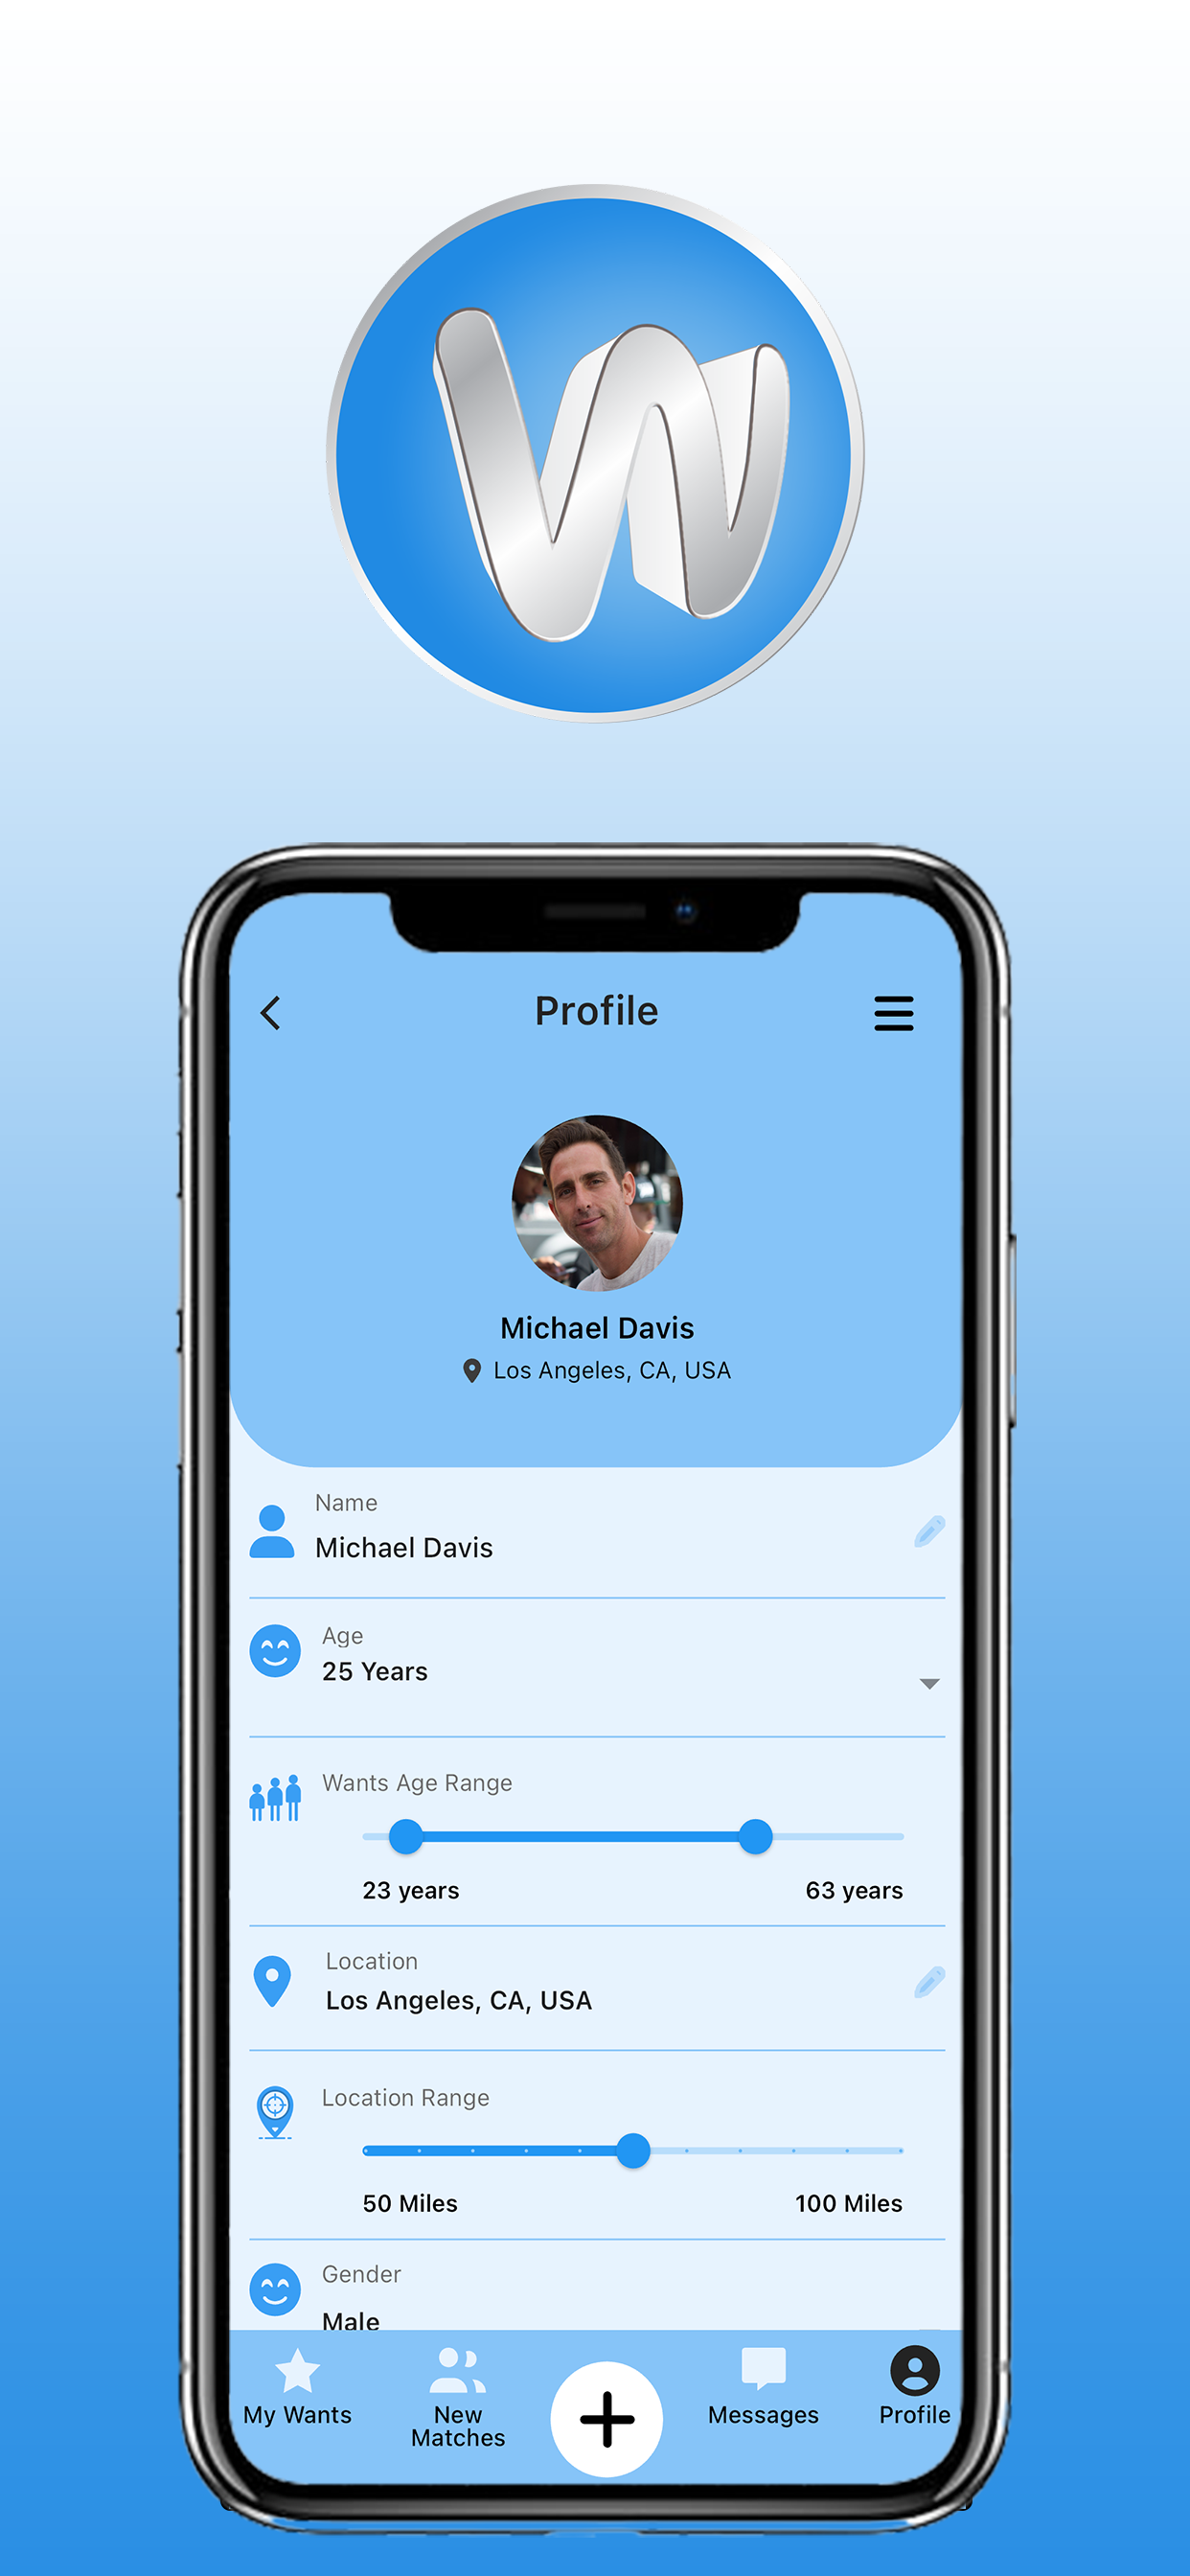 W
Profile
Michael Davis
Los Angeles, CA, USA
Name
Michael Davis
Age
25 Years
Wants Age Range
23 years 63 years
Location
Los Angeles, CA, USA
Location Range
50 Miles 100 Miles
Gender
Male
My Wants New Matches Messages Profile